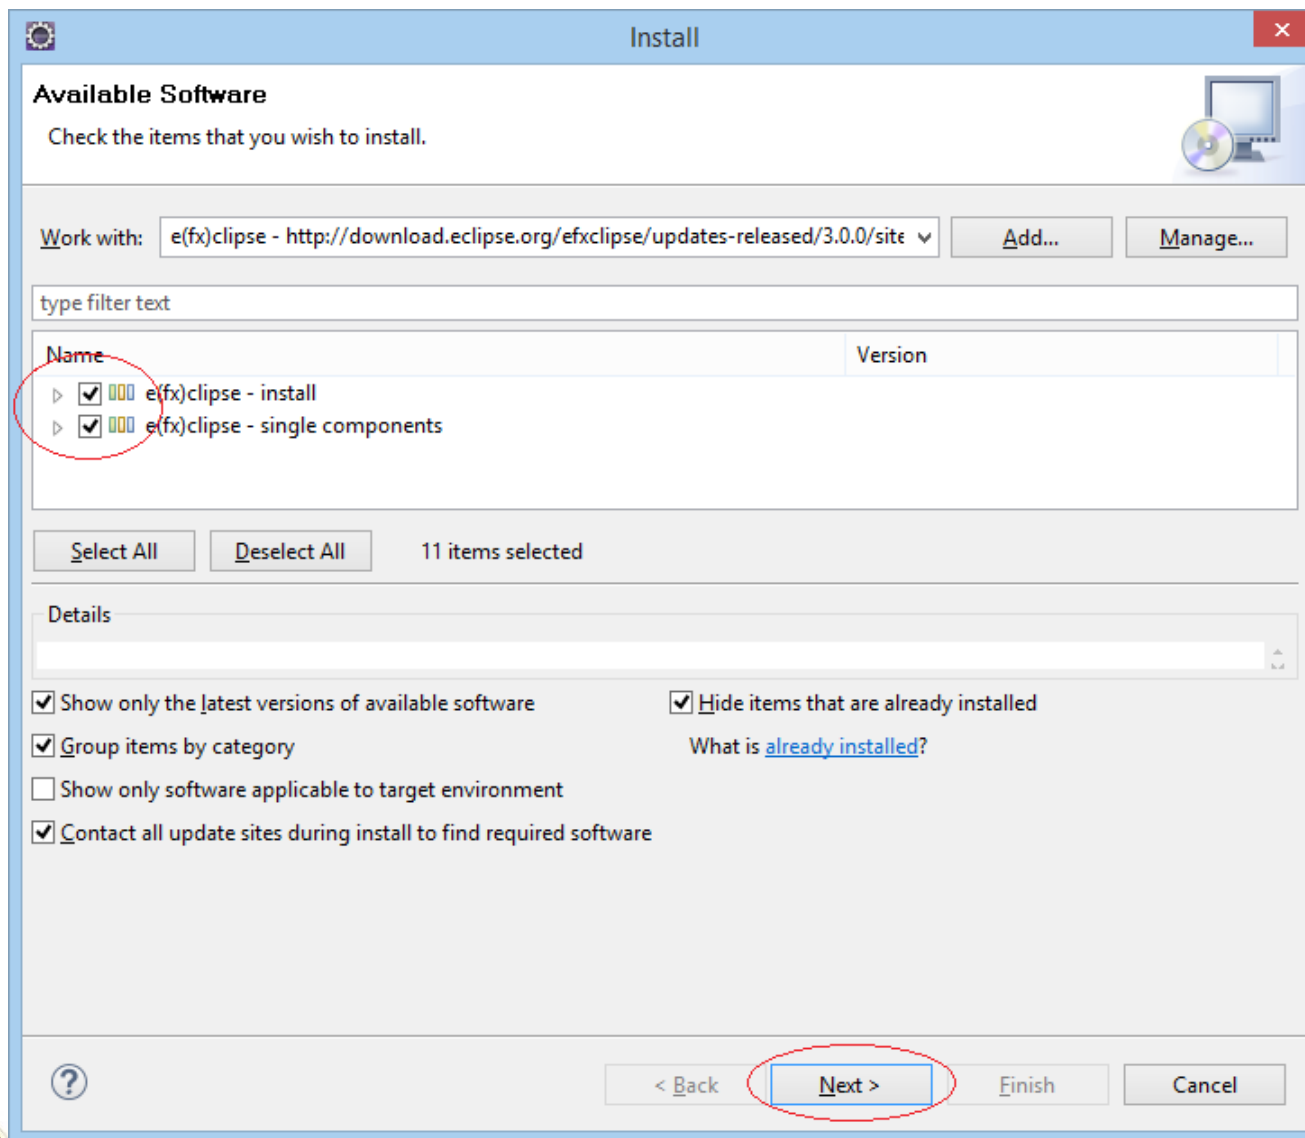 Install
Available Software
Check the items that you wish to install.
Work with: e(fx)clipse - http://download.eclipse.org/efxclipse/updates-released/3.0.0/site Add... Manage...
type filter text
Name Version
e(fx)clipse - install
e(fx)clipse - single components
Select All Deselect All 11 items selected
Details
Show only the latest versions of available software Hide items that are already installed
Group items by category What is already installed?
Show only software applicable to target environment
Contact all update sites during install to find required software
? < Back Next > Finish Cancel